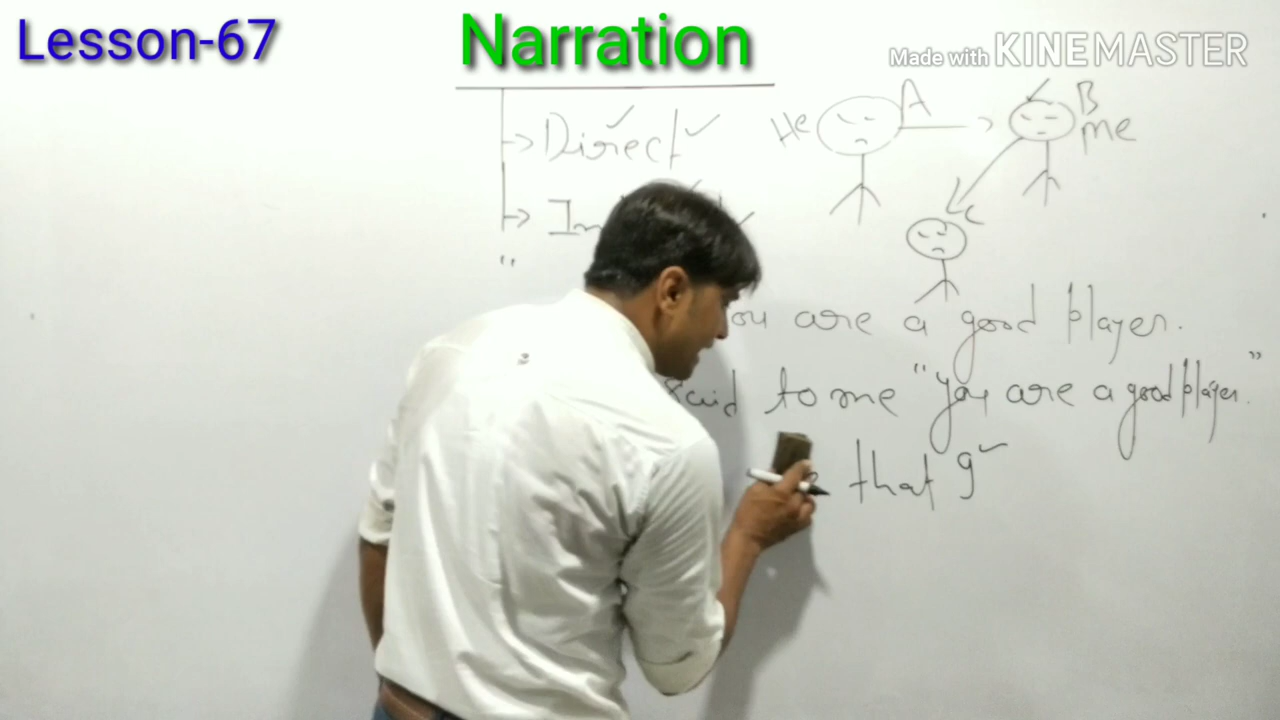 Lesson-67
Narration
Made with KINEMASTER
He
A
B
me
→ Direct
C
→
"
are a good player.
Said to me "you are a good player."
that I